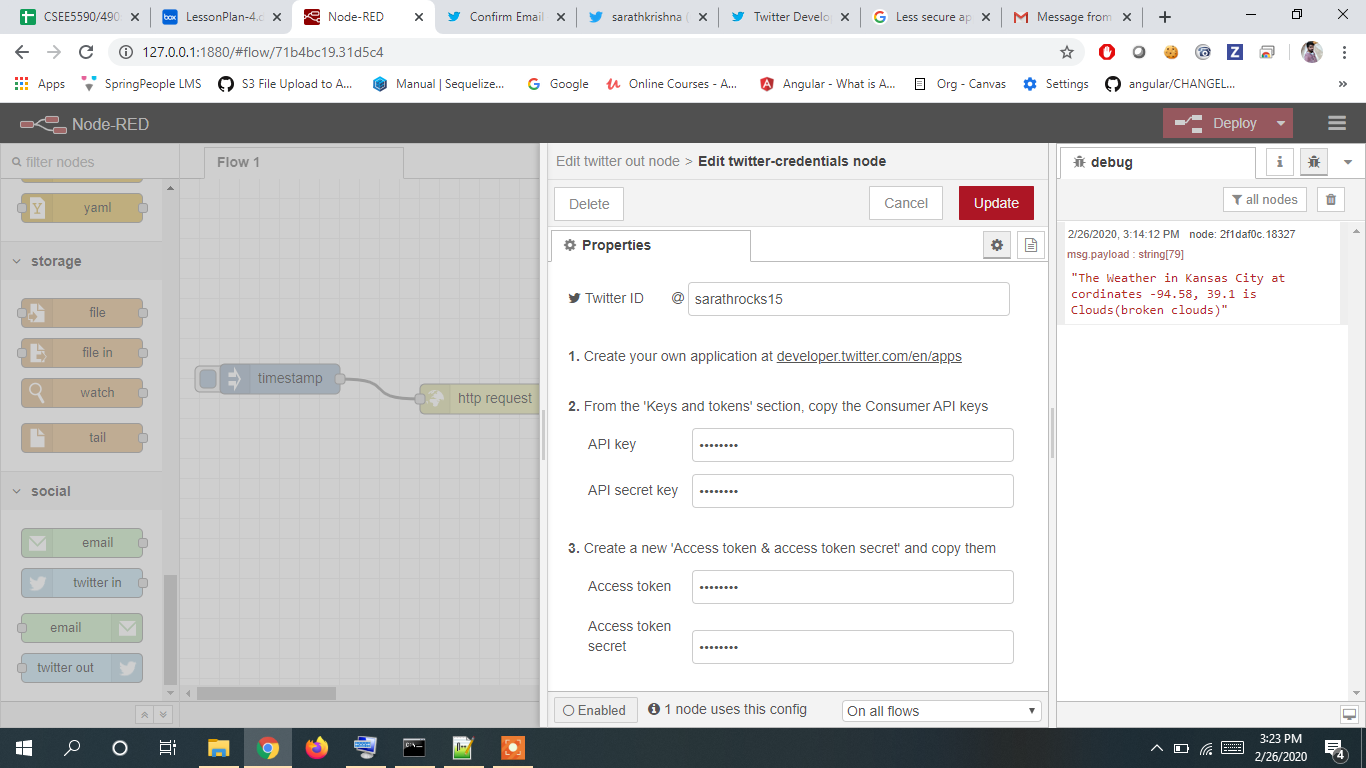 CSEE5590/490
LessonPlan-4.c
Node-RED
Confirm Email
sarathkrishna (
Twitter Develo
Less secure ap
Message from
127.0.0.1:1880/#flow/71b4bc19.31d5c4
Apps
SpringPeople LMS
S3 File Upload to A...
Manual | Sequelize...
Google
Online Courses - A...
Angular - What is A...
Org - Canvas
Settings
angular/CHANGEL...
»
Node-RED
Deploy
filter nodes
Flow 1
Edit twitter out node > Edit twitter-credentials node
debug
i
Delete
Cancel
Update
all nodes
yaml
Properties
2/26/2020, 3:14:12 PM node: 2f1daf0c.18327
msg.payload : string[79]
"The Weather in Kansas City at
cordinates -94.58, 39.1 is
Clouds(broken clouds)"
storage
file
file in
watch
tail
social
email
twitter in
email
twitter out
timestamp
http request
Twitter ID @ sarathrocks15
1. Create your own application at developer.twitter.com/en/apps
2. From the 'Keys and tokens' section, copy the Consumer API keys
API key ••••••••
API secret key ••••••••
3. Create a new 'Access token & access token secret' and copy them
Access token ••••••••
Access token
secret ••••••••
Enabled
1 node uses this config
On all flows
3:23 PM
2/26/2020
4